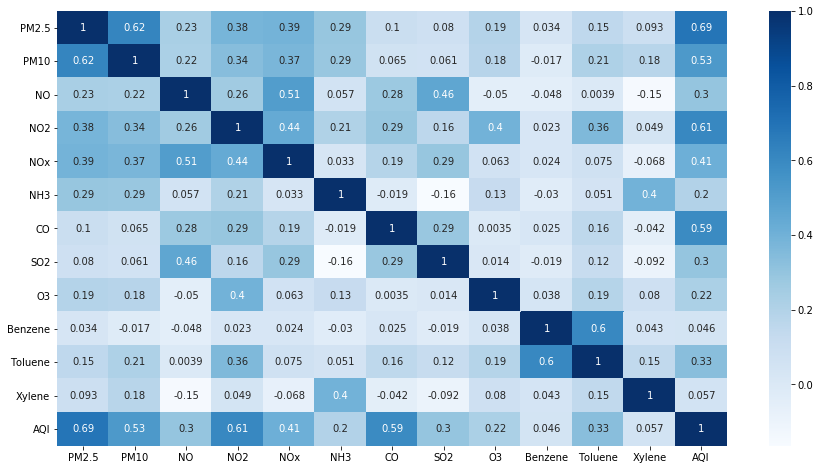 PM2.5 1 0.62 0.23 0.38 0.39 0.29 0.1 0.08 0.19 0.034 0.15 0.093 0.69
PM10 0.62 1 0.22 0.34 0.37 0.29 0.065 0.061 0.18 -0.017 0.21 0.18 0.53
NO 0.23 0.22 1 0.26 0.51 0.057 0.28 0.46 -0.05 -0.048 0.0039 -0.15 0.3
NO2 0.38 0.34 0.26 1 0.44 0.21 0.29 0.16 0.4 0.023 0.36 0.049 0.61
NOx 0.39 0.37 0.51 0.44 1 0.033 0.19 0.29 0.063 0.024 0.075 -0.068 0.41
NH3 0.29 0.29 0.057 0.21 0.033 1 -0.019 -0.16 0.13 -0.03 0.051 0.4 0.2
CO 0.1 0.065 0.28 0.29 0.19 -0.019 1 0.29 0.0035 0.025 0.16 -0.042 0.59
SO2 0.08 0.061 0.46 0.16 0.29 -0.16 0.29 1 0.014 -0.019 0.12 -0.092 0.3
O3 0.19 0.18 -0.05 0.4 0.063 0.13 0.0035 0.014 1 0.038 0.19 0.08 0.22
Benzene 0.034 -0.017 -0.048 0.023 0.024 -0.03 0.025 -0.019 0.038 1 0.6 0.043 0.046
Toluene 0.15 0.21 0.0039 0.36 0.075 0.051 0.16 0.12 0.19 0.6 1 0.15 0.33
Xylene 0.093 0.18 -0.15 0.049 -0.068 0.4 -0.042 -0.092 0.08 0.043 0.15 1 0.057
AQI 0.69 0.53 0.3 0.61 0.41 0.2 0.59 0.3 0.22 0.046 0.33 0.057 1
PM2.5 PM10 NO NO2 NOx NH3 CO SO2 O3 Benzene Toluene Xylene AQI
1.0
0.8
0.6
0.4
0.2
0.0